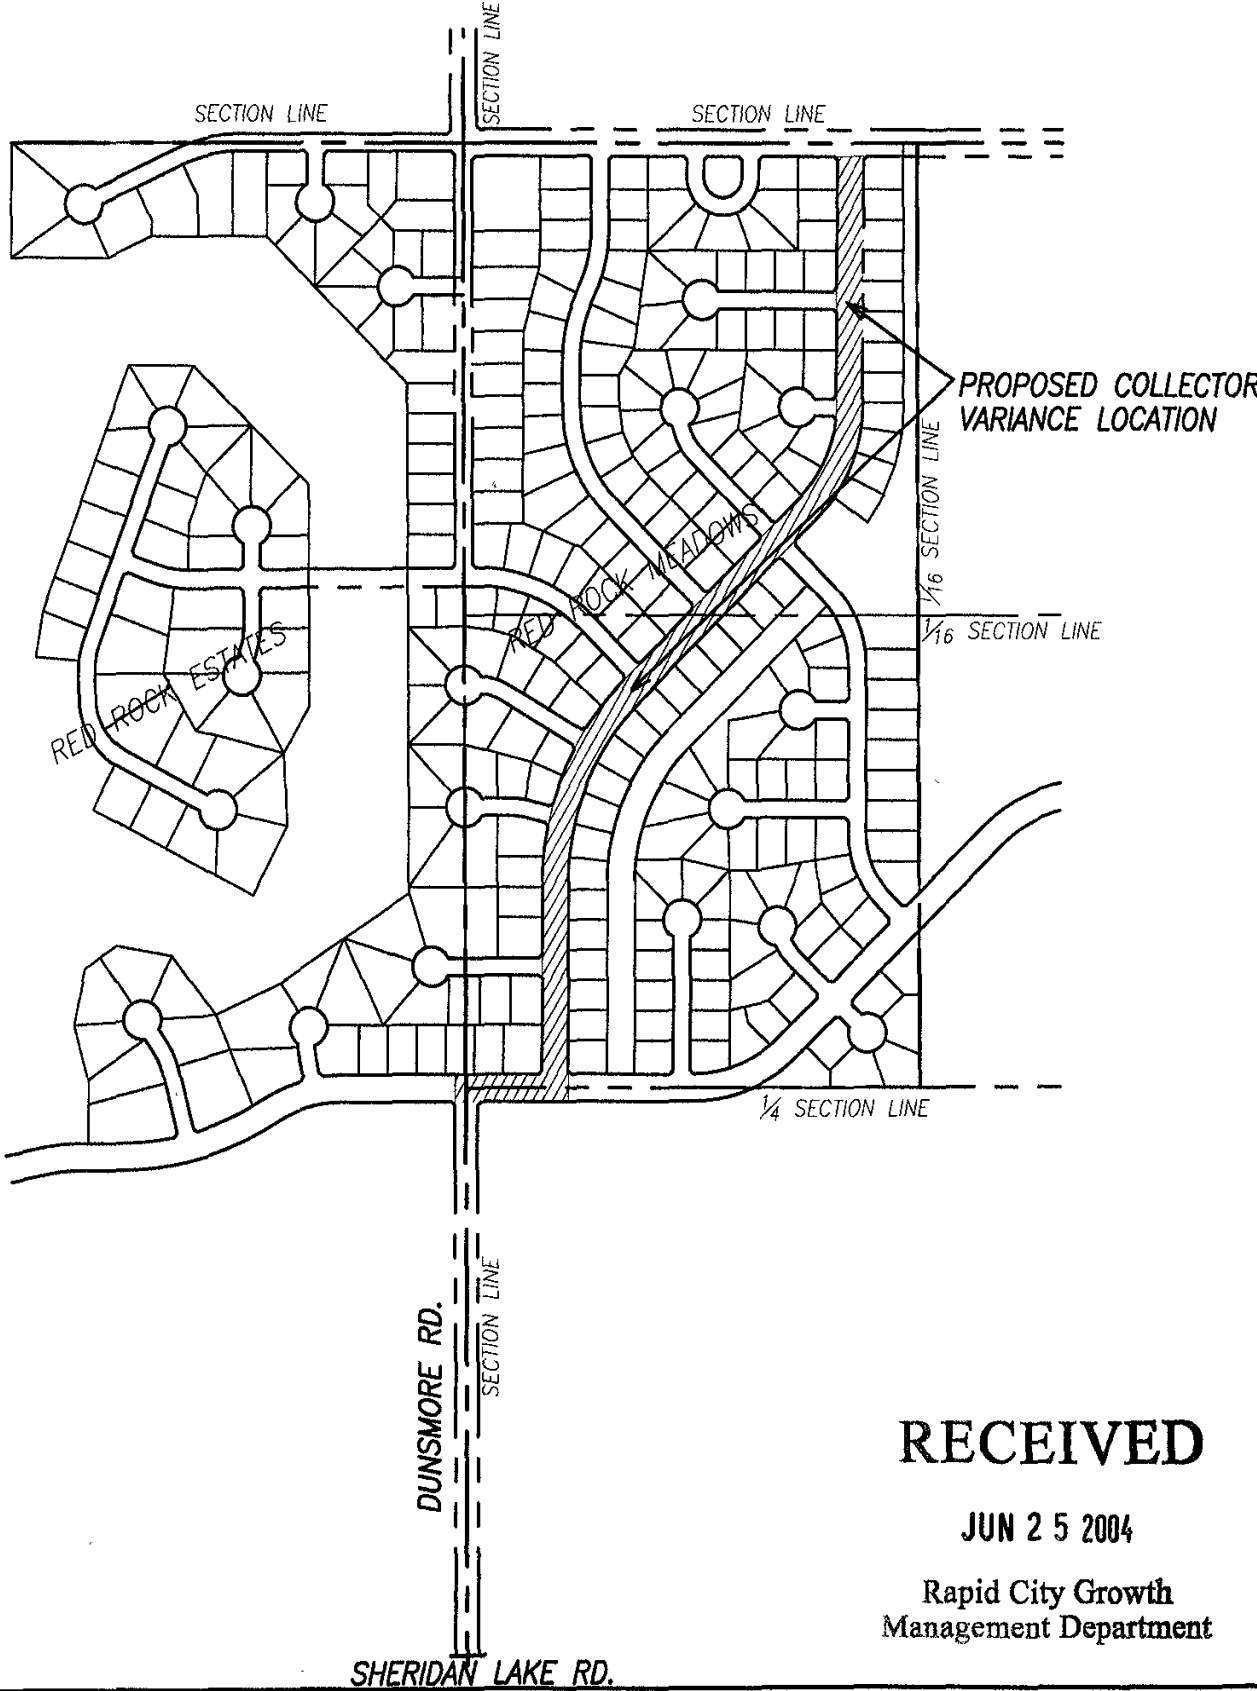 SECTION LINE
SECTION LINE
SECTION LINE
PROPOSED COLLECTOR
VARIANCE LOCATION
1/16 SECTION LINE
RED ROCK MEADOWS
1/16 SECTION LINE
RED ROCK ESTATES
1/4 SECTION LINE
SECTION LINE
DUNSMORE RD.
RECEIVED
JUN 25 2004
Rapid City Growth
Management Department
SHERIDAN LAKE RD.